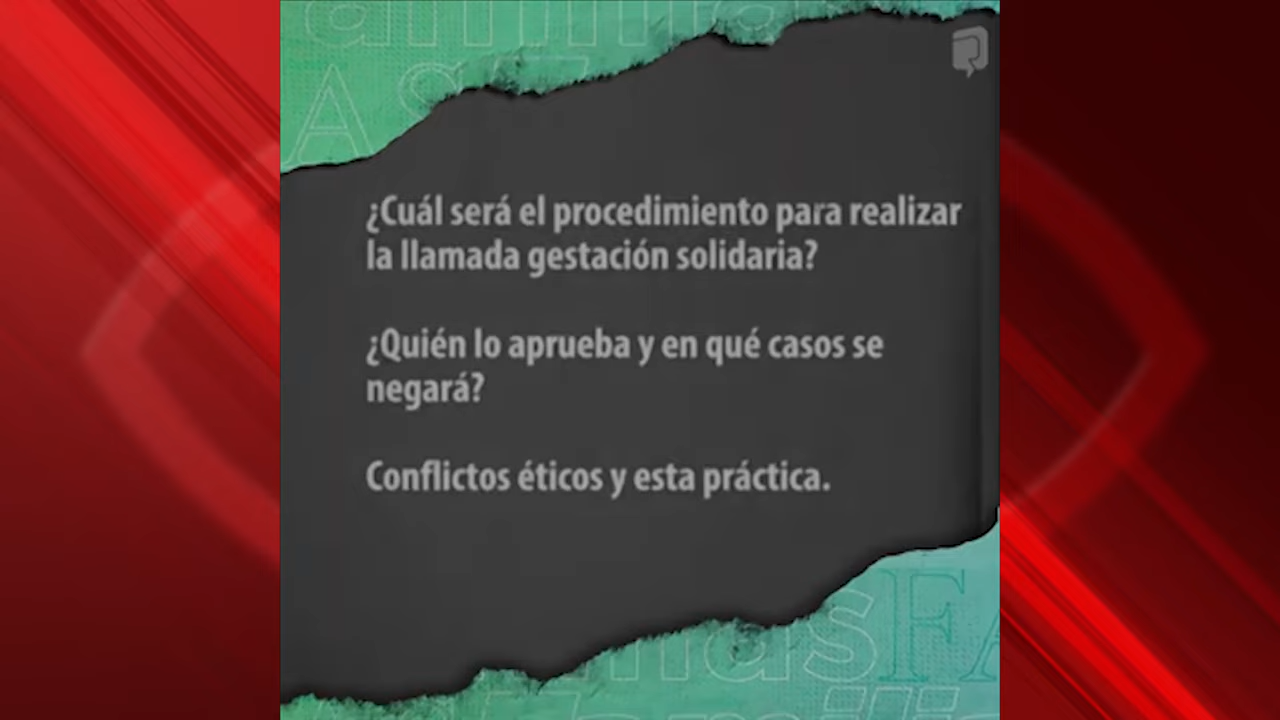 ¿Cuál será el procedimiento para realizar
la llamada gestación solidaria?
¿Quién lo aprueba y en qué casos se
negará?
Conflictos éticos y esta práctica.